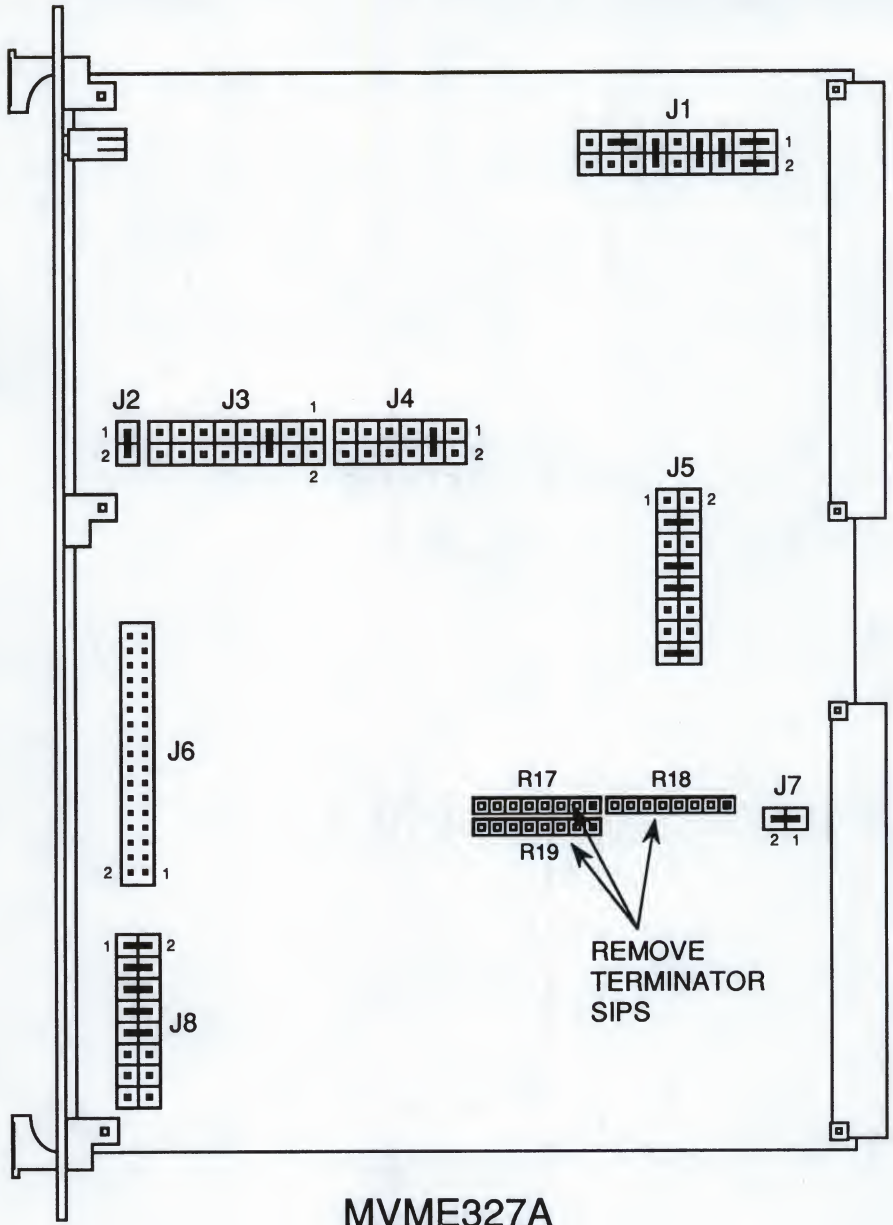 J1
1
2
J2 J3 1 J4
1 1
2 2
2
J5
1 2
J6
R17 R18 J7
R19 2 1
2 1
REMOVE
TERMINATOR
SIPS
1 2
J8
MVME327A